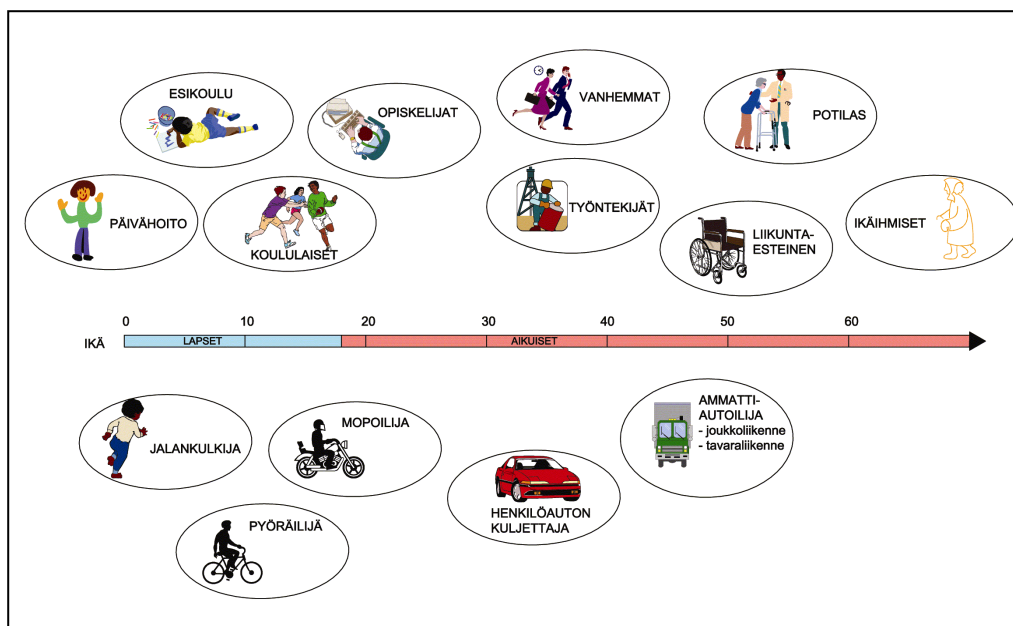 ESIKOULU
OPISKELIJAT
VANHEMMAT
POTILAS
PÄIVÄHOITO
KOULULAISET
TYÖNTEKIJÄT
LIIKUNTA-
ESTEINEN
IKÄIHMISET
0 10 20 30 40 50 60
IKÄ LAPSET AIKUISET
JALANKULKIJA
MOPOILIJA
PYÖRÄILIJÄ
HENKILÖAUTON
KULJETTAJA
AMMATTI-
AUTOILIJA
- joukkoliikenne
- tavaraliikenne